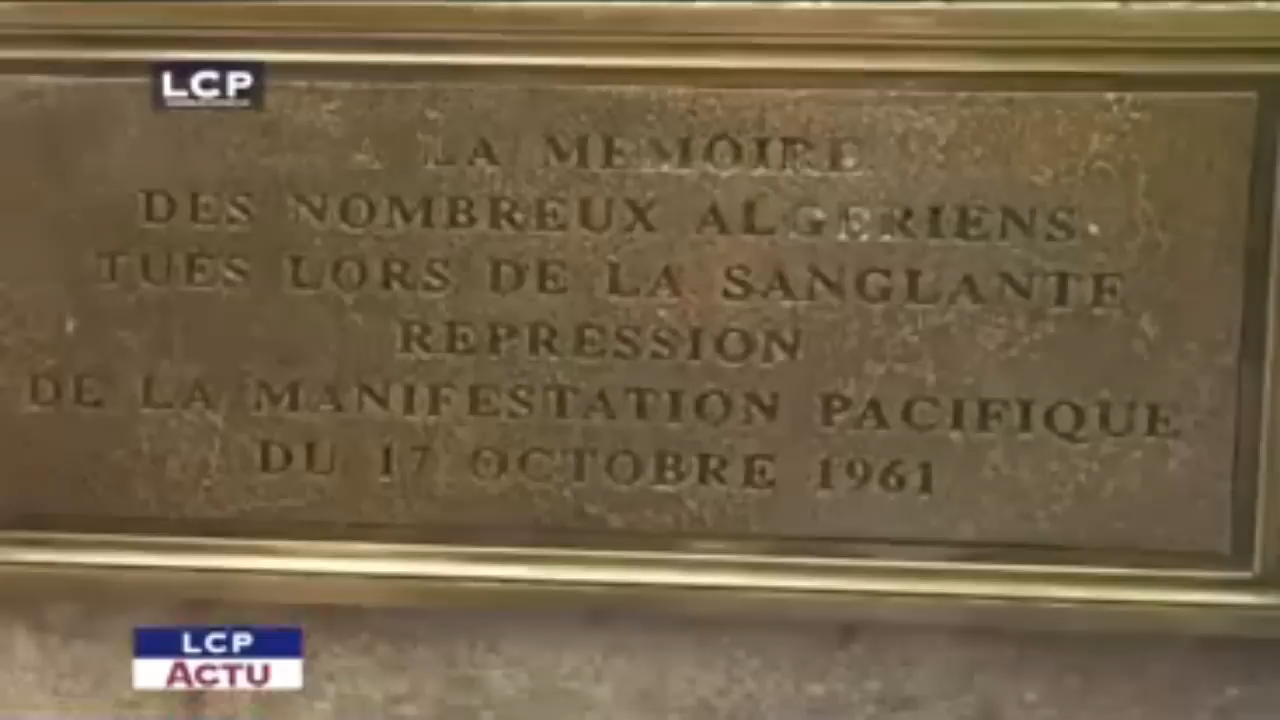 LCP
A LA MEMOIRE
DES NOMBREUX ALGERIENS
TUES LORS DE LA SANGLANTE
REPRESSION
DE LA MANIFESTATION PACIFIQUE
DU 17 OCTOBRE 1961
LCP
ACTU